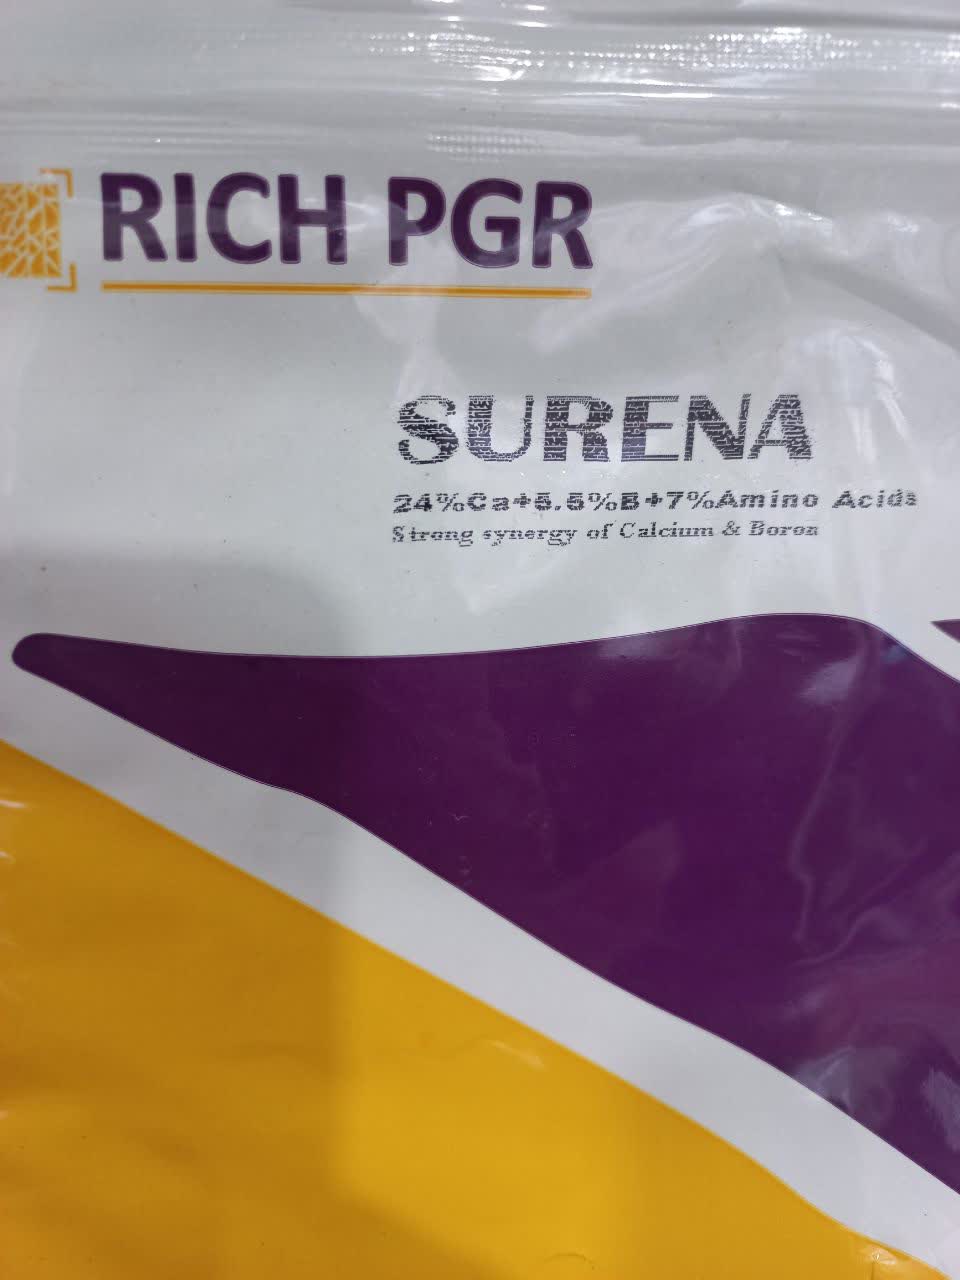 RICH PGR
SURENA
24%Ca+5.5%B+7%Amino Acids
Strong synergy of Calcium & Boron